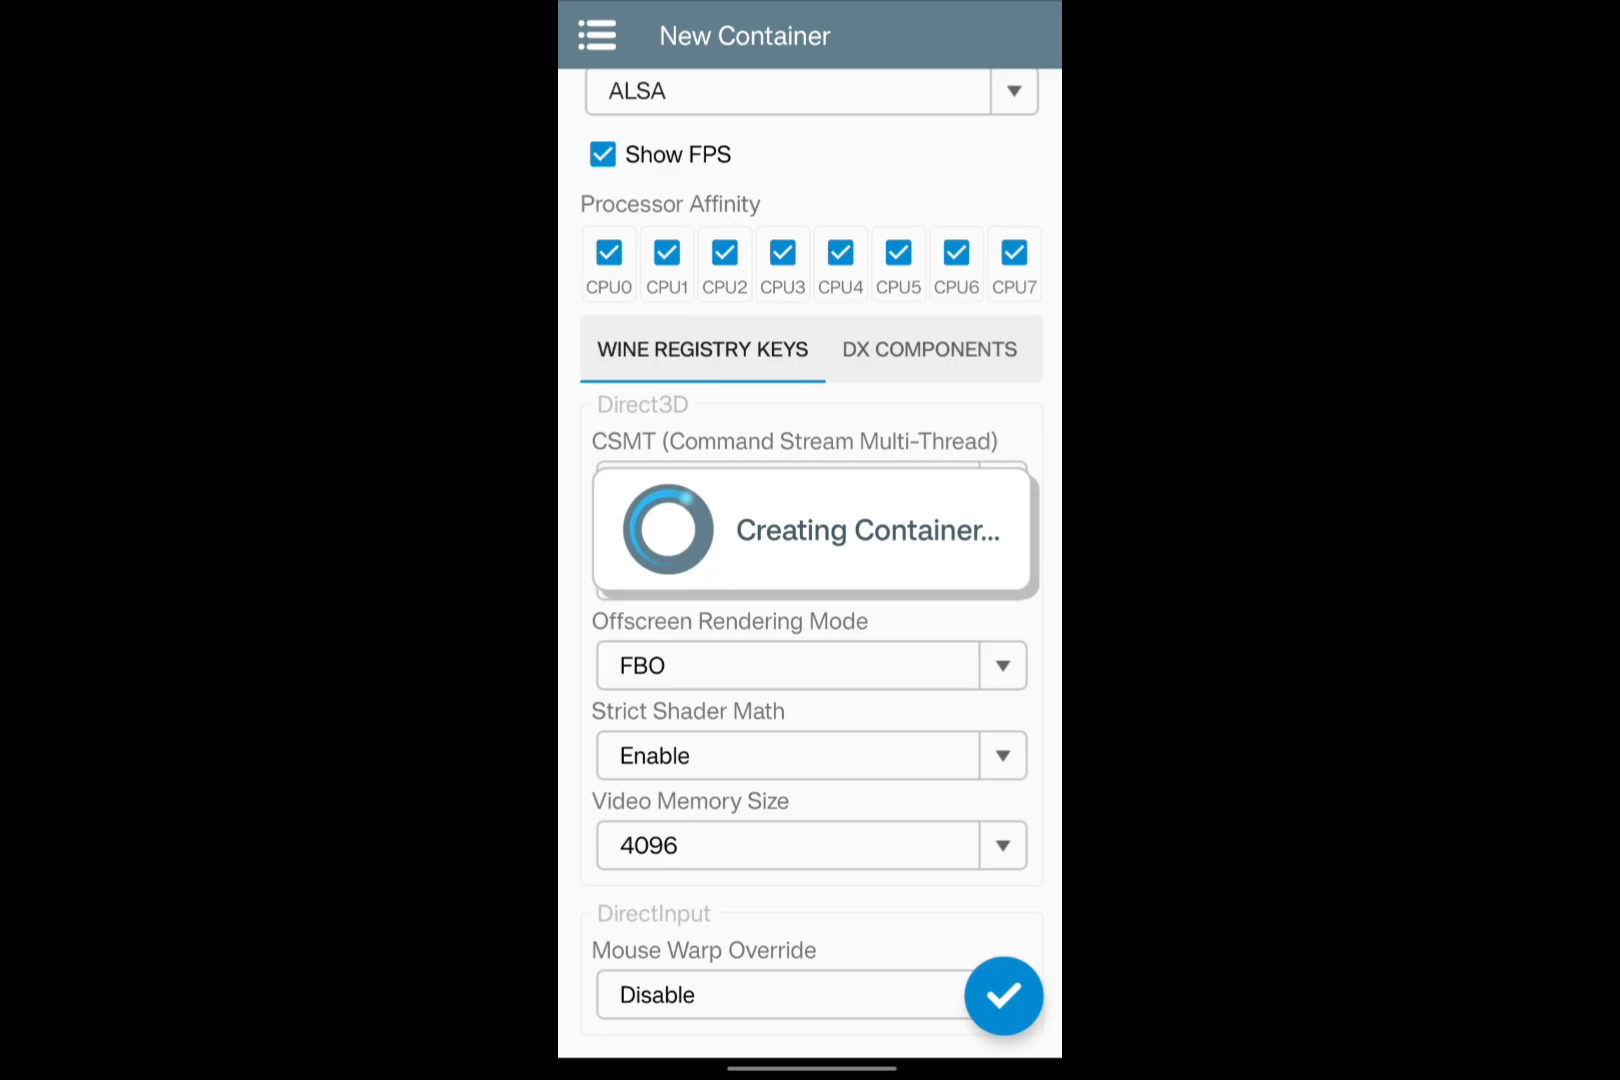 New Container
ALSA
Show FPS
Processor Affinity
CPU0 CPU1 CPU2 CPU3 CPU4 CPU5 CPU6 CPU7
WINE REGISTRY KEYS DX COMPONENTS
Direct3D
CSMT (Command Stream Multi-Thread)
Creating Container...
Offscreen Rendering Mode
FBO
Strict Shader Math
Enable
Video Memory Size
4096
DirectInput
Mouse Warp Override
Disable